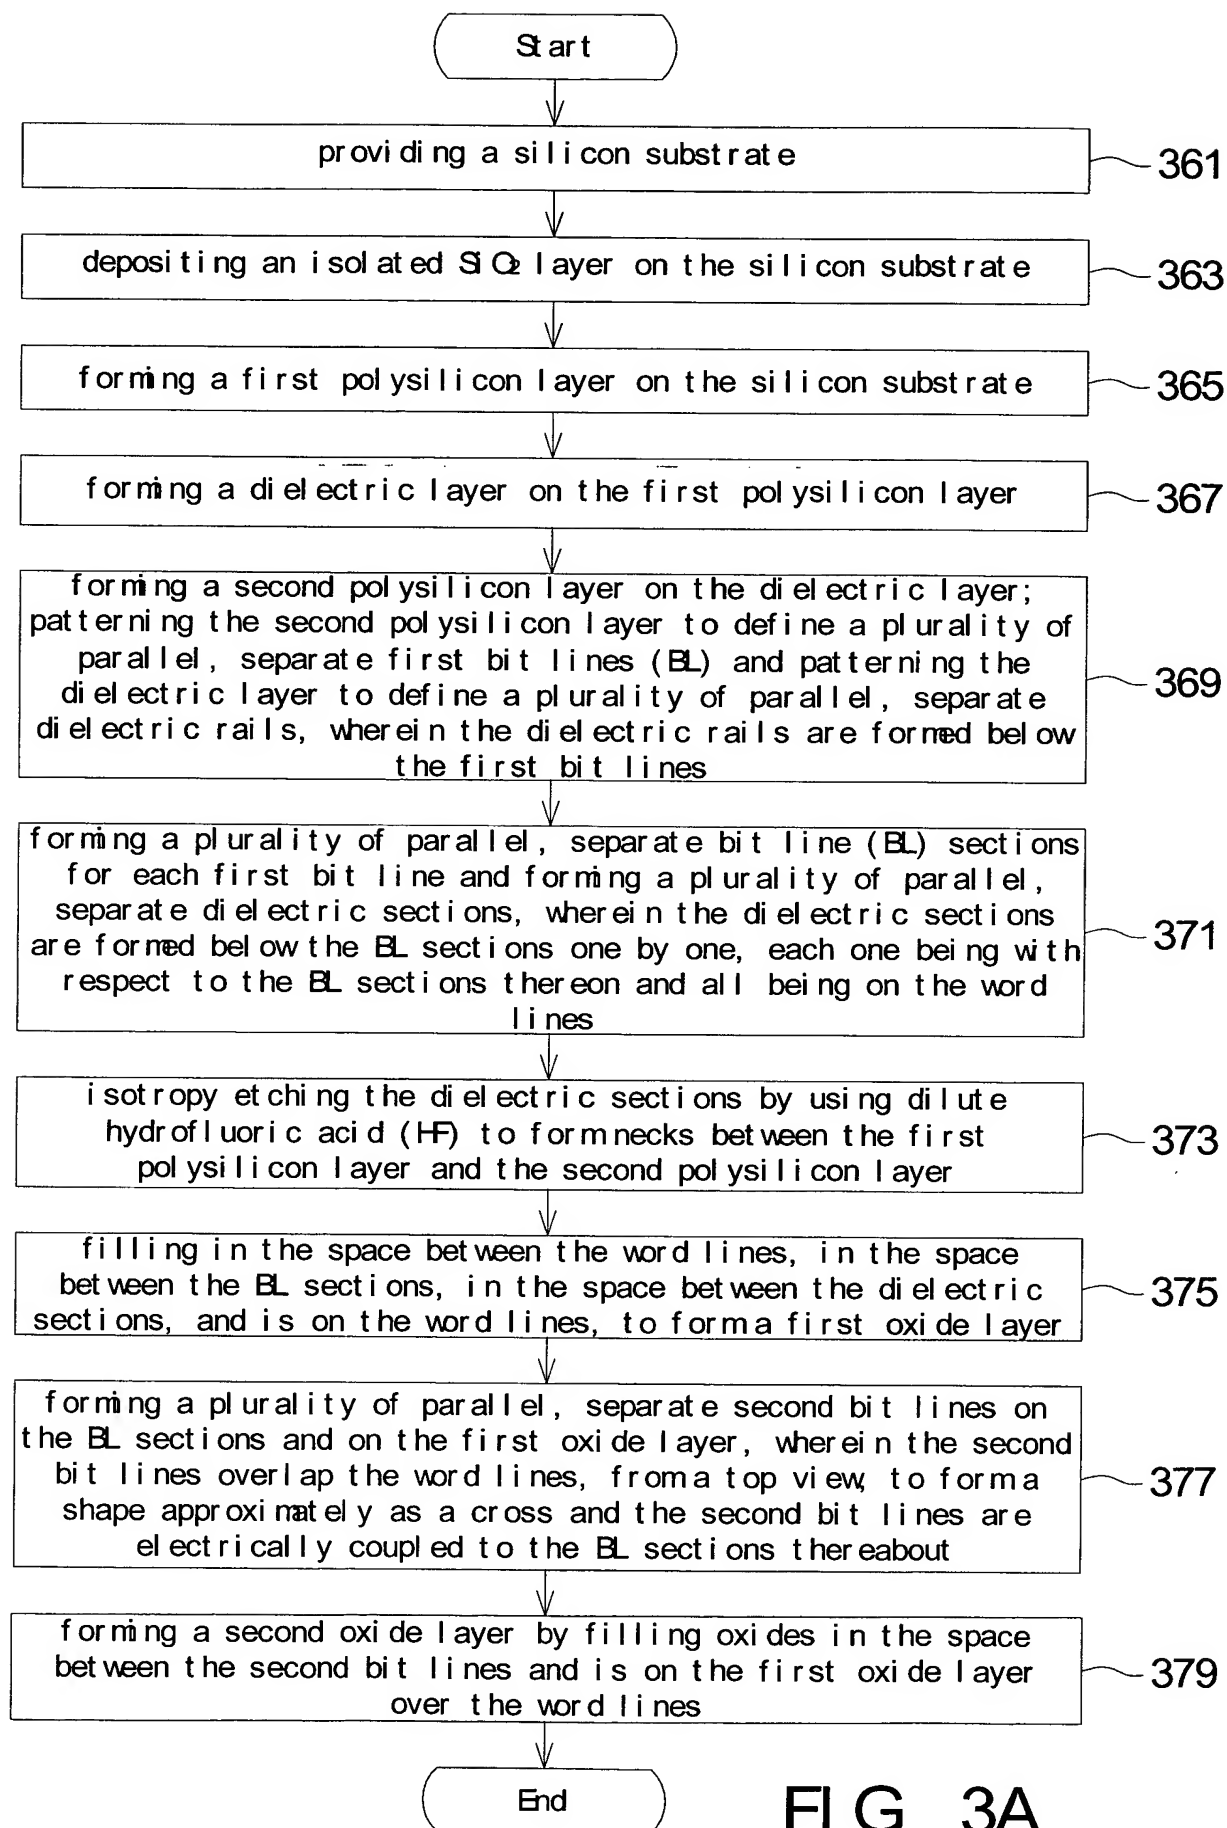 Start
providing a silicon substrate
361
depositing an isolated SiO2 layer on the silicon substrate
363
forming a first polysilicon layer on the silicon substrate
365
forming a dielectric layer on the first polysilicon layer
367
forming a second polysilicon layer on the dielectric layer;
patterning the second polysilicon layer to define a plurality of
parallel, separate first bit lines (BL) and patterning the
dielectric layer to define a plurality of parallel, separate
dielectric rails, wherein the dielectric rails are formed below
the first bit lines
369
forming a plurality of parallel, separate bit line (BL) sections
for each first bit line and forming a plurality of parallel,
separate dielectric sections, wherein the dielectric sections
are formed below the BL sections one by one, each one being with
respect to the BL sections thereon and all being on the word
lines
371
isotropy etching the dielectric sections by using dilute
hydrofluoric acid (HF) to form necks between the first
polysilicon layer and the second polysilicon layer
373
filling in the space between the word lines, in the space
between the BL sections, in the space between the dielectric
sections, and is on the word lines, to form a first oxide layer
375
forming a plurality of parallel, separate second bit lines on
the BL sections and on the first oxide layer, wherein the second
bit lines overlap the word lines, from a top view, to form a
shape approximately as a cross and the second bit lines are
electrically coupled to the BL sections thereabout
377
forming a second oxide layer by filling oxides in the space
between the second bit lines and is on the first oxide layer
over the word lines
379
End
FIG 3A